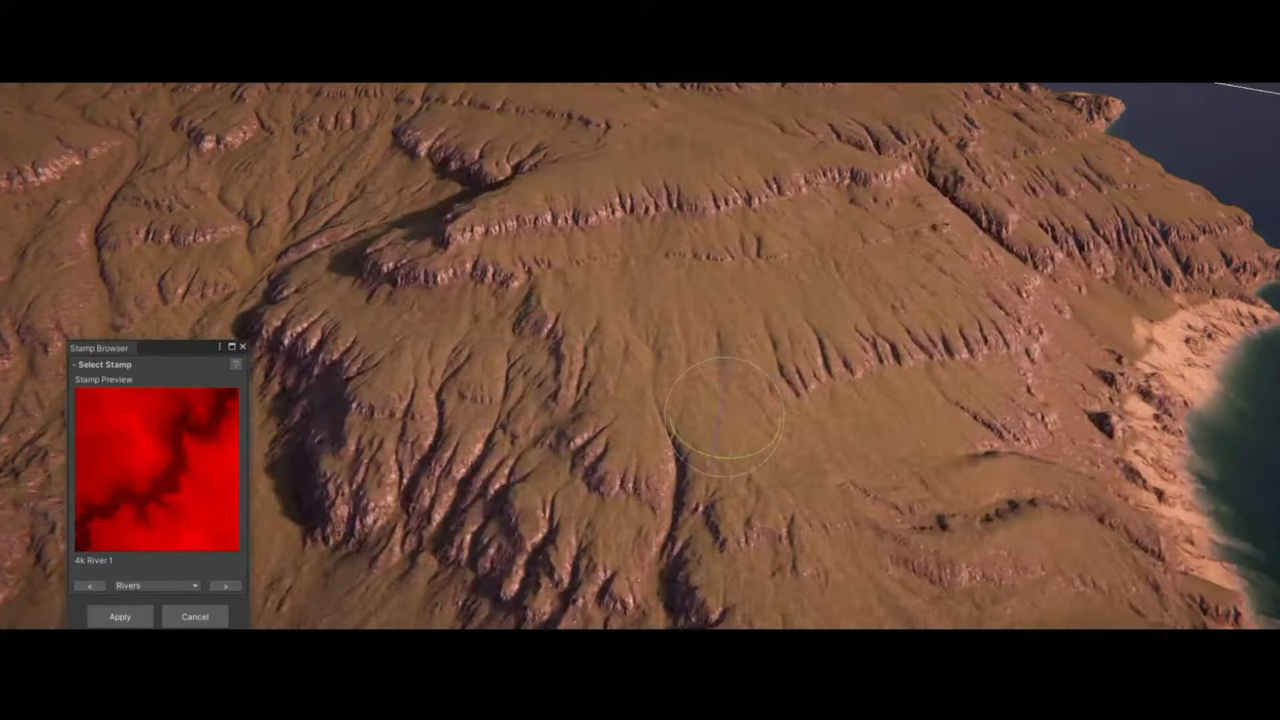 Stamp Browser
- Select Stamp
?
Stamp Preview
4k River 1
< Rivers >
Apply Cancel